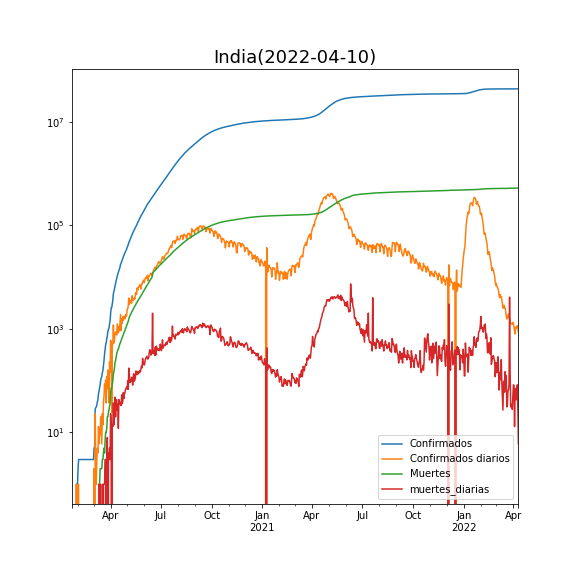 India(2022-04-10)
10^7
10^5
10^3
10^1
Apr Jul Oct Jan Apr Jul Oct Jan Apr
2021 2022
Confirmados
Confirmados diarios
Muertes
muertes_diarias